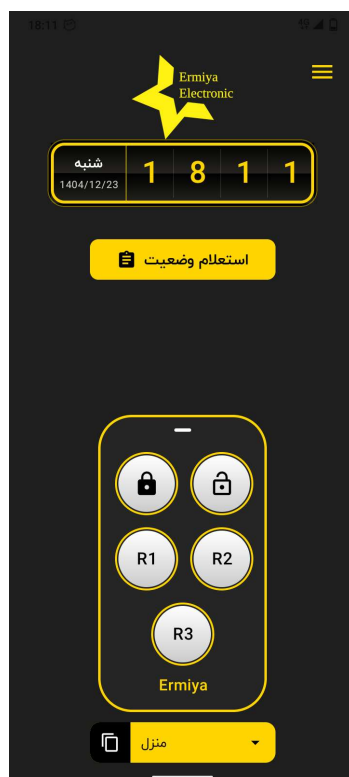 18:11
4G
Ermiya
Electronic
شنبه
1404/12/23
1 8 1 1
استعلام وضعیت
R1 R2
R3
Ermiya
منزل